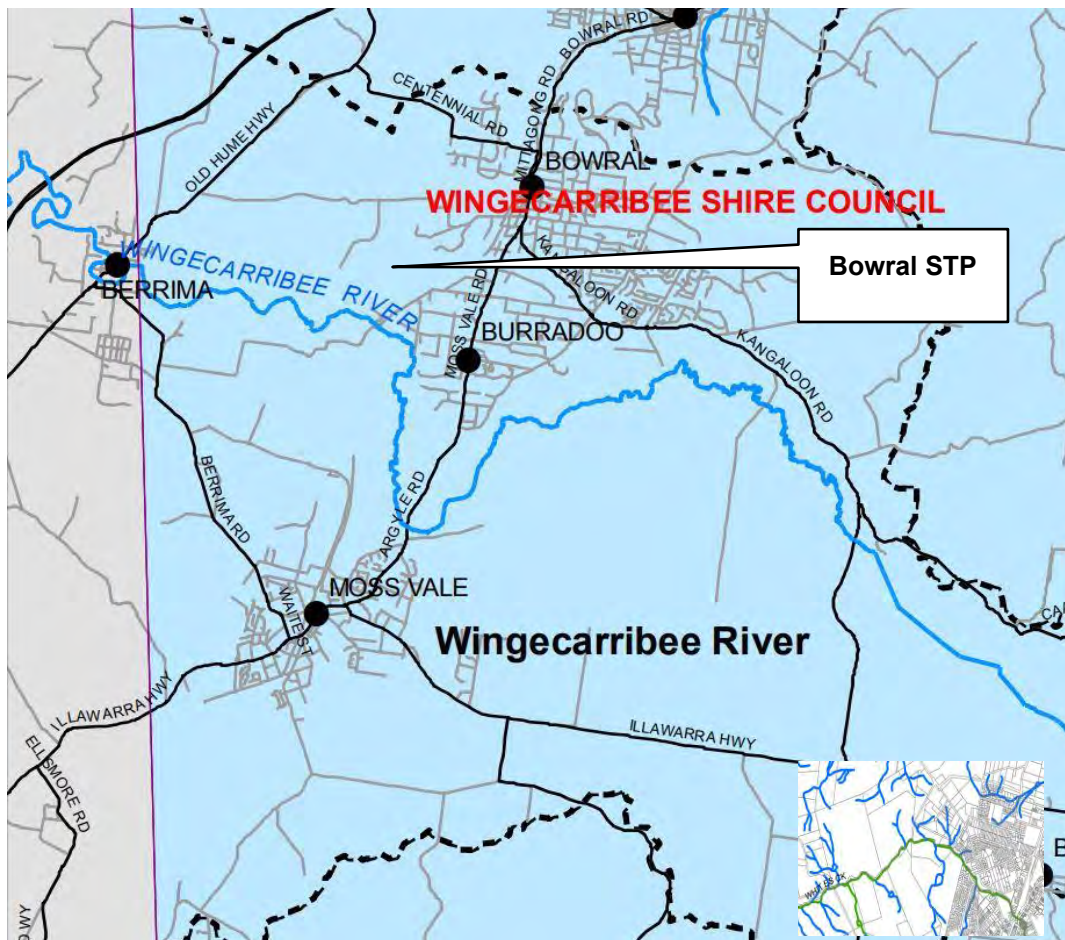 BOWRAL RD
CENTENNIAL RD
MITTAGONG RD
OLD HUME HWY
BOWRAL
WINGECARRIBEE SHIRE COUNCIL
WINGECARRIBEE RIVER
KANGALOON RD
Bowral STP
BERRIMA
MOSS VALE RD
BURRADOO
KANGALOON RD
BERRIMA RD
ARGYLE RD
MOSS VALE
WAITE ST
Wingecarribee River
ILLAWARRA HWY
ILLAWARRA HWY
ELLSMORE RD
WHITES CK